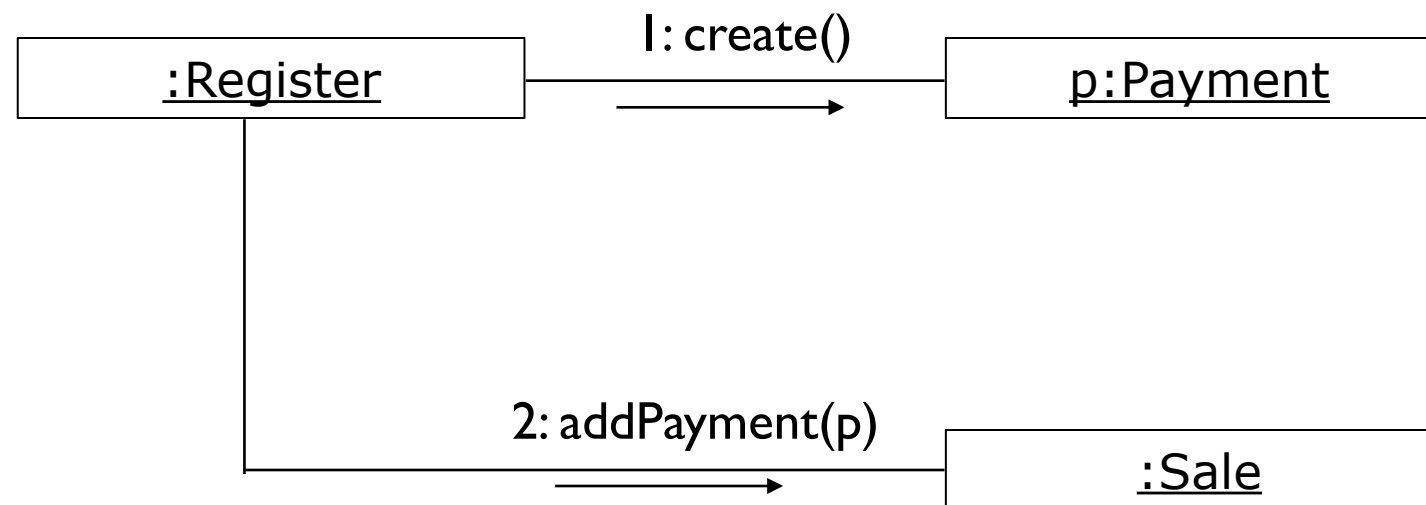 1: create()
:Register
p:Payment
2: addPayment(p)
:Sale